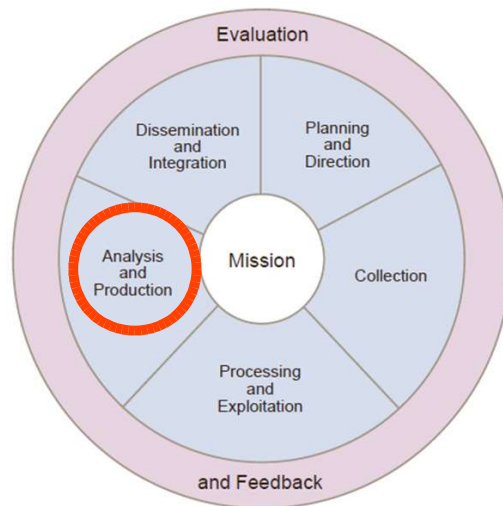 Evaluation
Dissemination
and
Integration
Planning
and
Direction
Analysis
and
Production
Mission
Collection
Processing
and
Exploitation
and Feedback